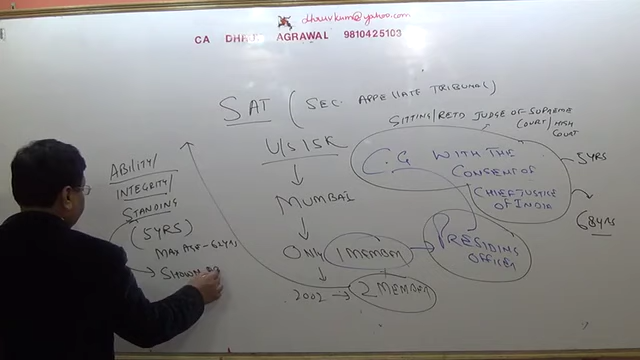 dhruvkum@yahoo.com
CA DHRUV AGRAWAL 9810425103
SAT (SEC. APPELLATE TRIBUNAL)
U/S 15K
MUMBAI
ONLY 1 MEMBER
2002 → 2 MEMBER
SITTING/RETD JUDGE OF SUPREME
COURT/HIGH
COURT
C.G WITH THE
CONSENT OF
CHIEF JUSTICE
OF INDIA
5YRS
68YRS
PRESIDING
OFFICER
ABILITY/
INTEGRITY/
STANDING
(5YRS)
MAX AGE-62YRS
SHOWN